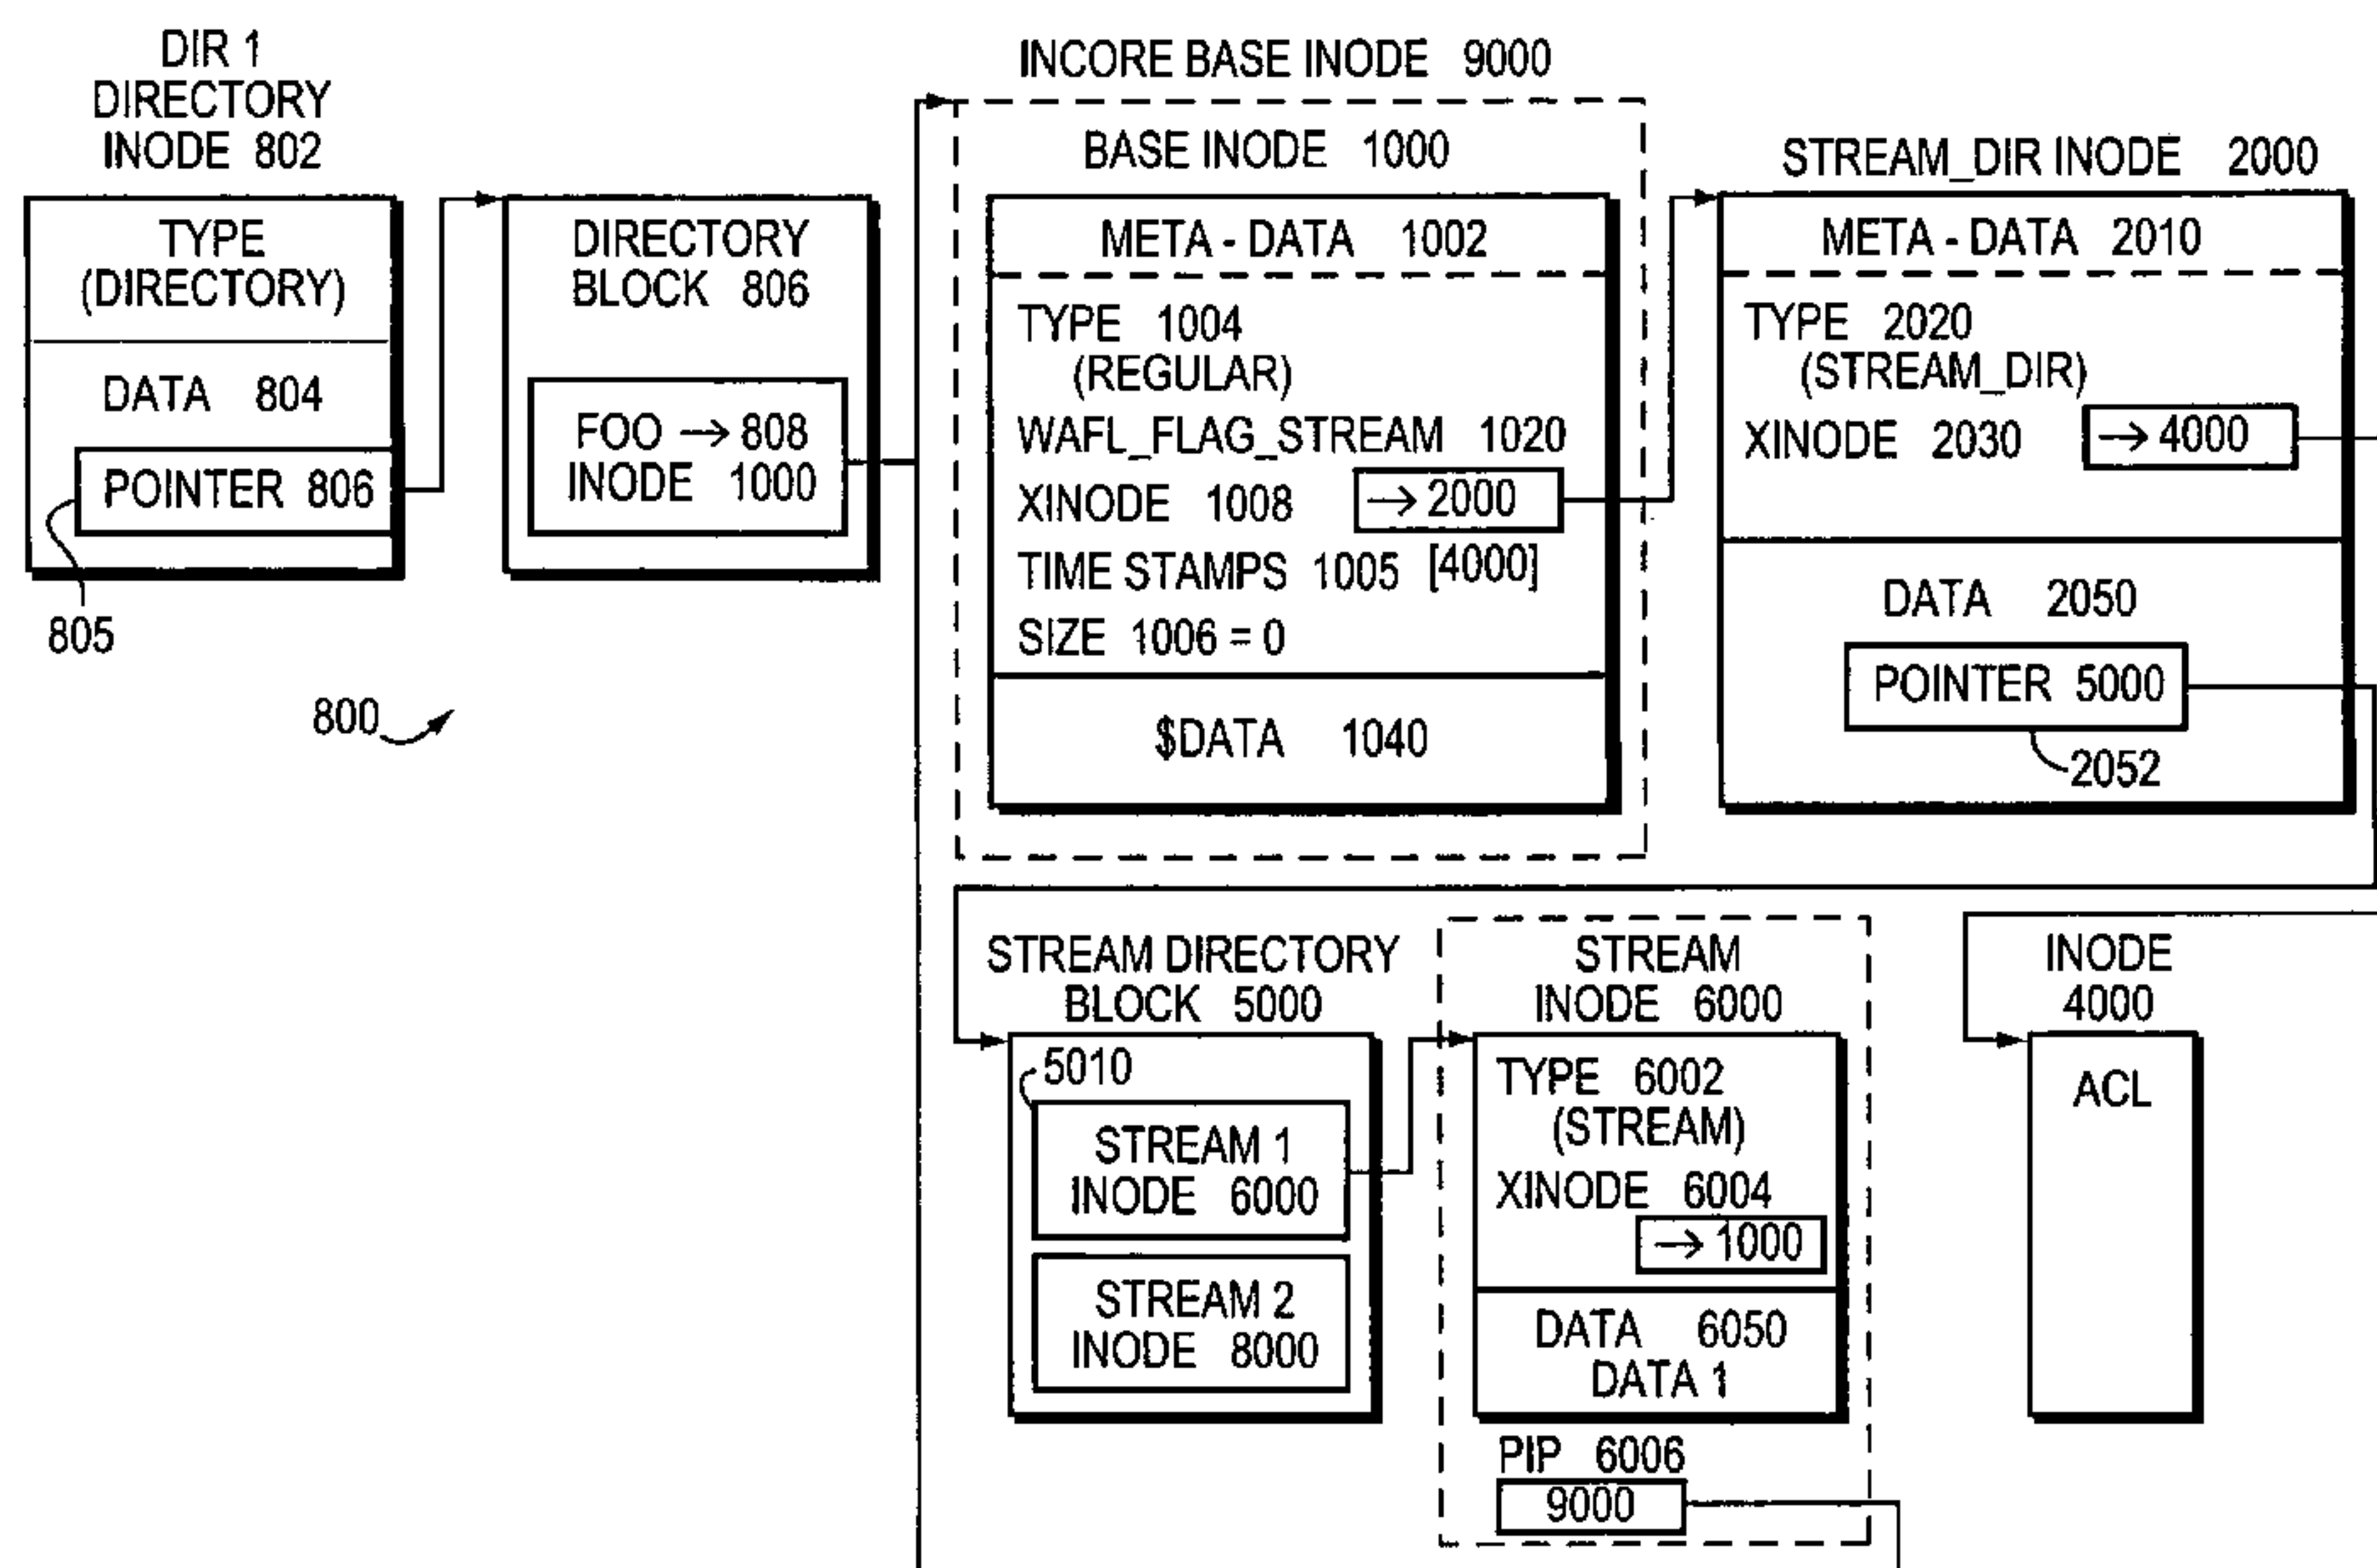 DIR 1
DIRECTORY
INODE 802
TYPE
(DIRECTORY)
DATA 804
POINTER 806
805
800
DIRECTORY
BLOCK 806
FOO → 808
INODE 1000
INCORE BASE INODE 9000
BASE INODE 1000
META - DATA 1002
TYPE 1004
(REGULAR)
WAFL_FLAG_STREAM 1020
XINODE 1008 → 2000
TIME STAMPS 1005 [4000]
SIZE 1006 = 0
$DATA 1040
STREAM_DIR INODE 2000
META - DATA 2010
TYPE 2020
(STREAM_DIR)
XINODE 2030 → 4000
DATA 2050
POINTER 5000
2052
STREAM DIRECTORY
BLOCK 5000
5010
STREAM 1
INODE 6000
STREAM 2
INODE 8000
STREAM
INODE 6000
TYPE 6002
(STREAM)
XINODE 6004
→ 1000
DATA 6050
DATA 1
PIP 6006
9000
INODE
4000
ACL